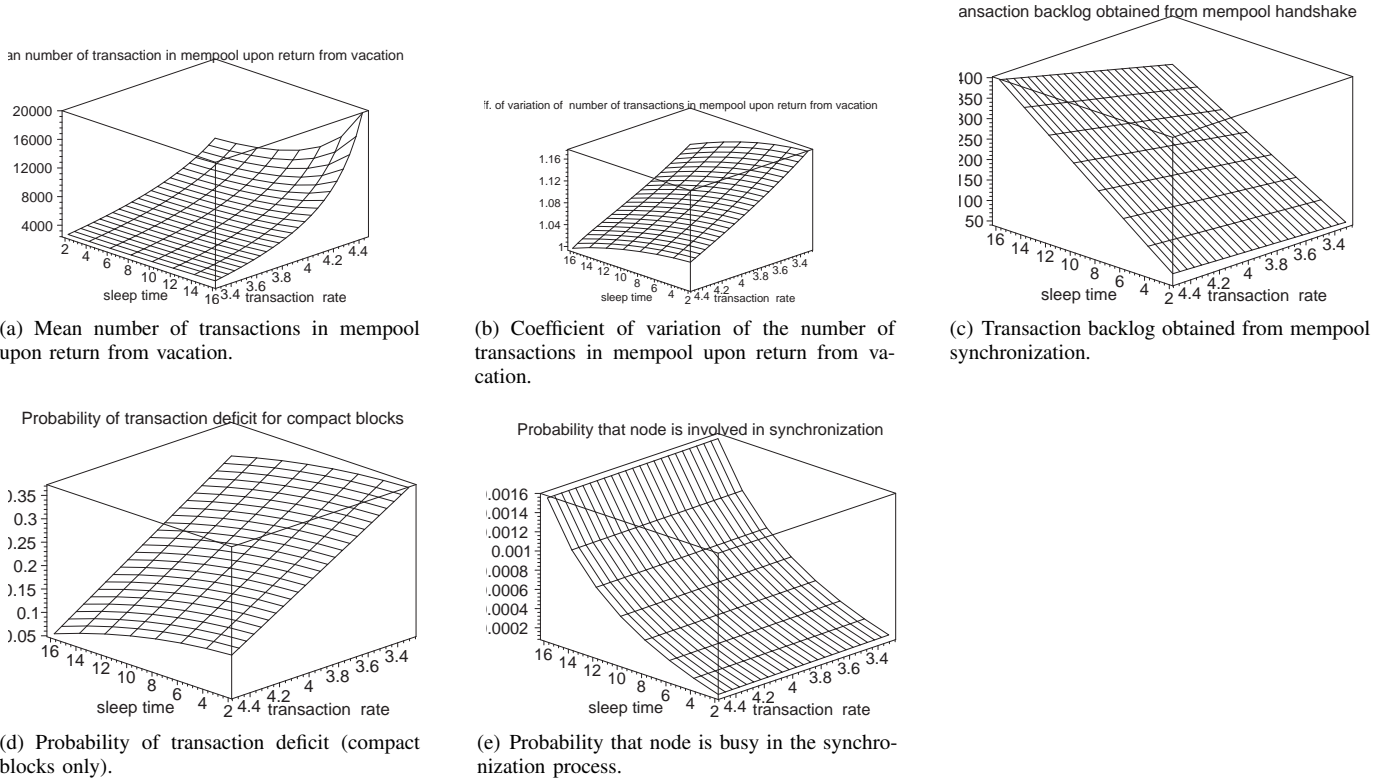 an number of transaction in mempool upon return from vacation
20000
16000
12000
8000
4000
2 4 6 8 10 12 14 16
3.4 3.6 3.8 4 4.2 4.4
sleep time
transaction rate
(a) Mean number of transactions in mempool
upon return from vacation.
ff. of variation of number of transactions in mempool upon return from vacation
1.16
1.12
1.08
1.04
1
16 14 12 10 8 6 4 2
4.4 4.2 4 3.8 3.6 3.4
sleep time
transaction rate
(b) Coefficient of variation of the number of
transactions in mempool upon return from va-
cation.
ansaction backlog obtained from mempool handshake
400
350
300
250
200
150
100
50
16 14 12 10 8 6 4 2
4.4 4.2 4 3.8 3.6 3.4
sleep time
transaction rate
(c) Transaction backlog obtained from mempool
synchronization.
Probability of transaction deficit for compact blocks
0.35
0.3
0.25
0.2
0.15
0.1
0.05
16 14 12 10 8 6 4 2
4.4 4.2 4 3.8 3.6 3.4
sleep time
transaction rate
(d) Probability of transaction deficit (compact
blocks only).
Probability that node is involved in synchronization
0.0016
0.0014
0.0012
0.001
0.0008
0.0006
0.0004
0.0002
16 14 12 10 8 6 4 2
4.4 4.2 4 3.8 3.6 3.4
sleep time
transaction rate
(e) Probability that node is busy in the synchro-
nization process.